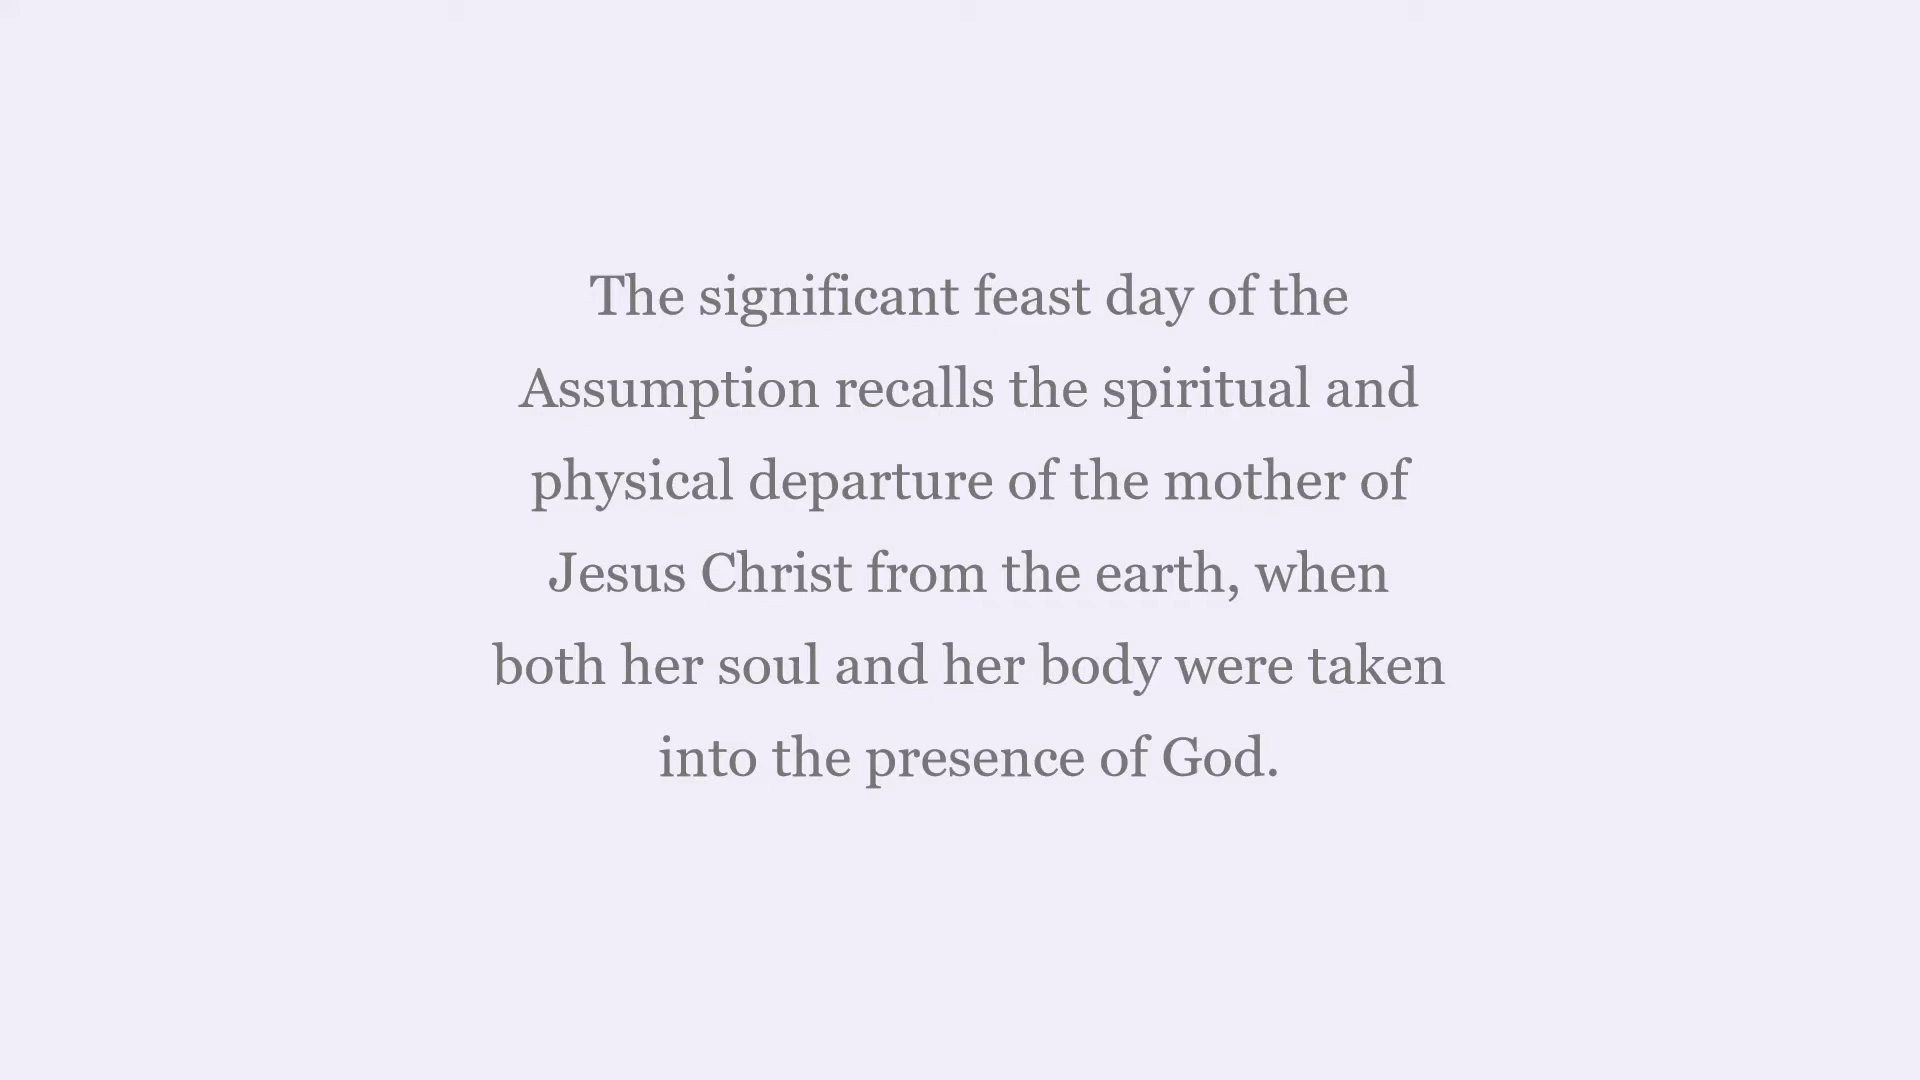 The significant feast day of the
Assumption recalls the spiritual and
physical departure of the mother of
Jesus Christ from the earth, when
both her soul and her body were taken
into the presence of God.